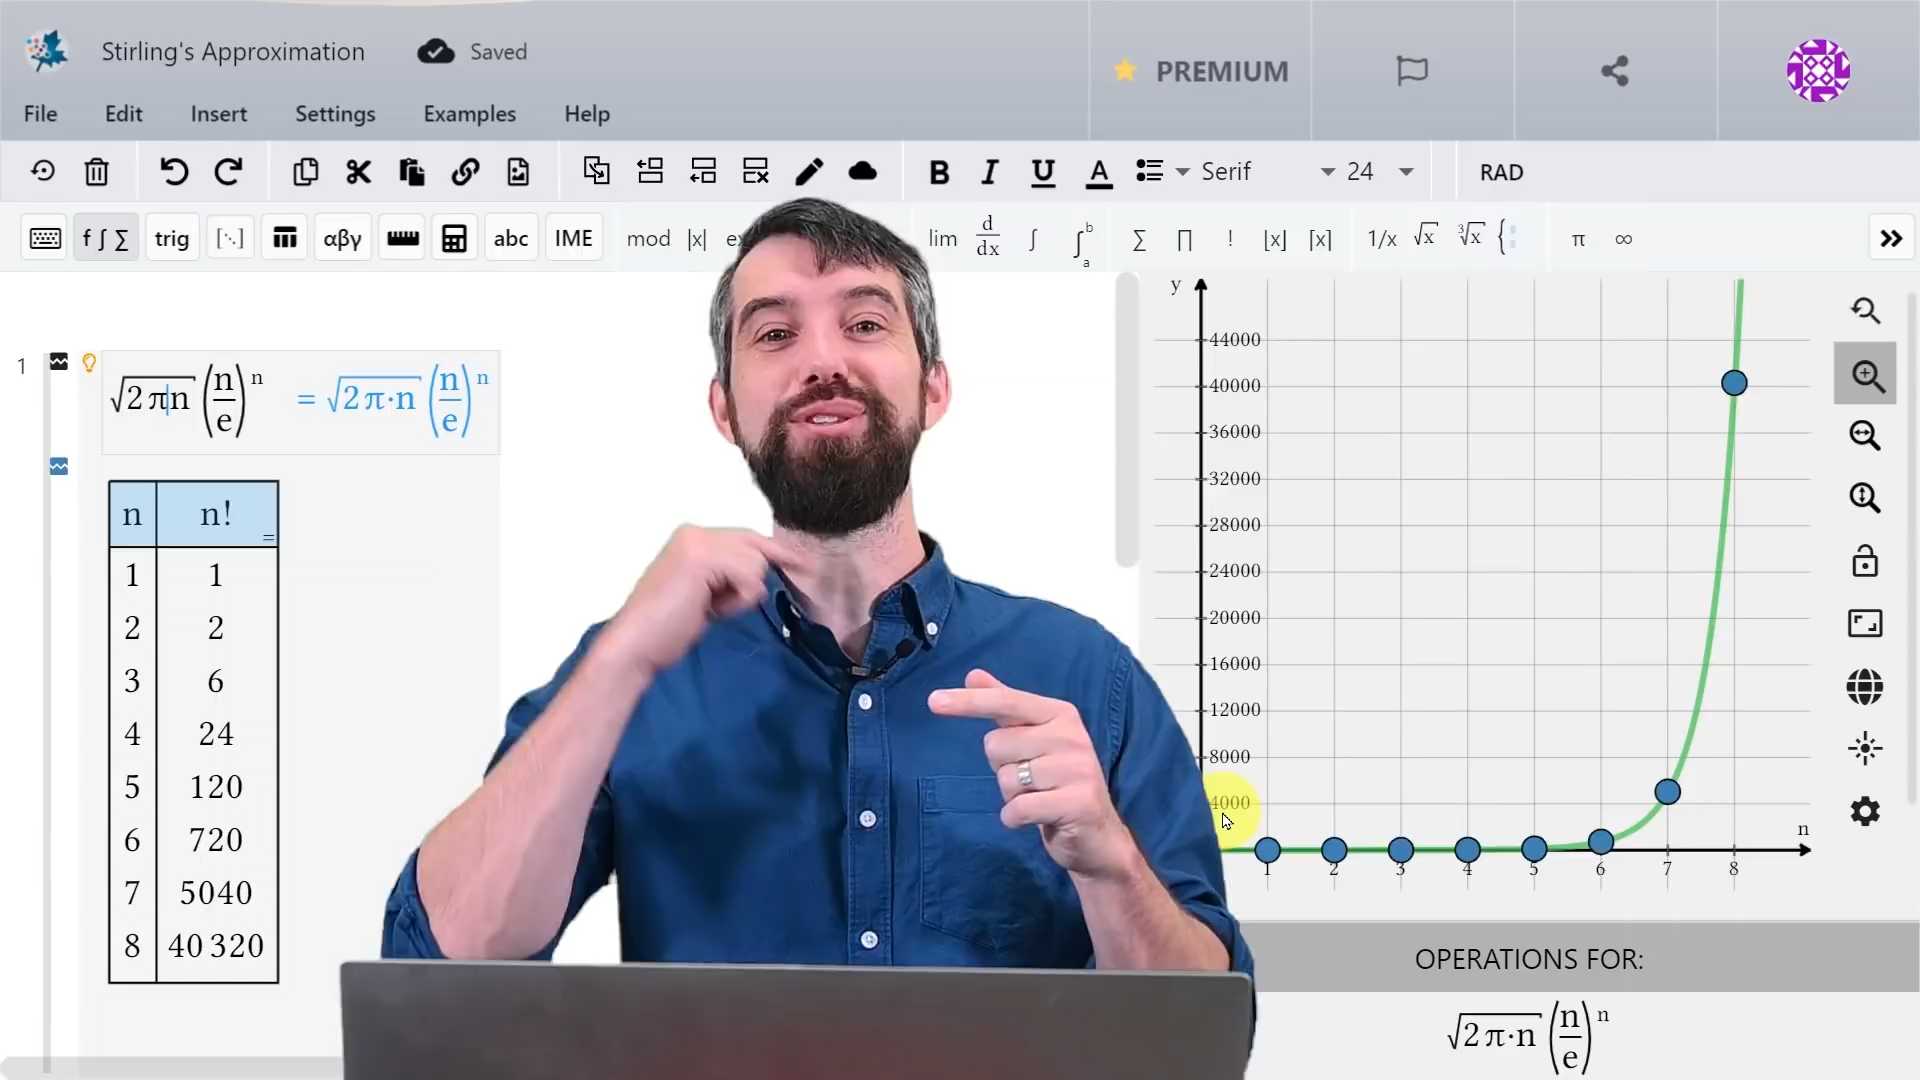 Stirling's Approximation Saved
PREMIUM
File Edit Insert Settings Examples Help
B I U A Serif 24 RAD
f ∫ ∑ trig [⋱] αβγ abc IME mod |x| ex lim d/dx ∫ ∫ₐᵇ ∑ ∏ ! ⌊x⌋ ⌈x⌉ 1/x √x ∛x { π ∞ »
1
√(2πn) (n/e)ⁿ = √(2π·n) (n/e)ⁿ
n n!
=
1 1
2 2
3 6
4 24
5 120
6 720
7 5040
8 40 320
y
44000
40000
36000
32000
28000
24000
20000
16000
12000
8000
4000
n
1 2 3 4 5 6 7 8
OPERATIONS FOR:
√(2π·n) (n/e)ⁿ